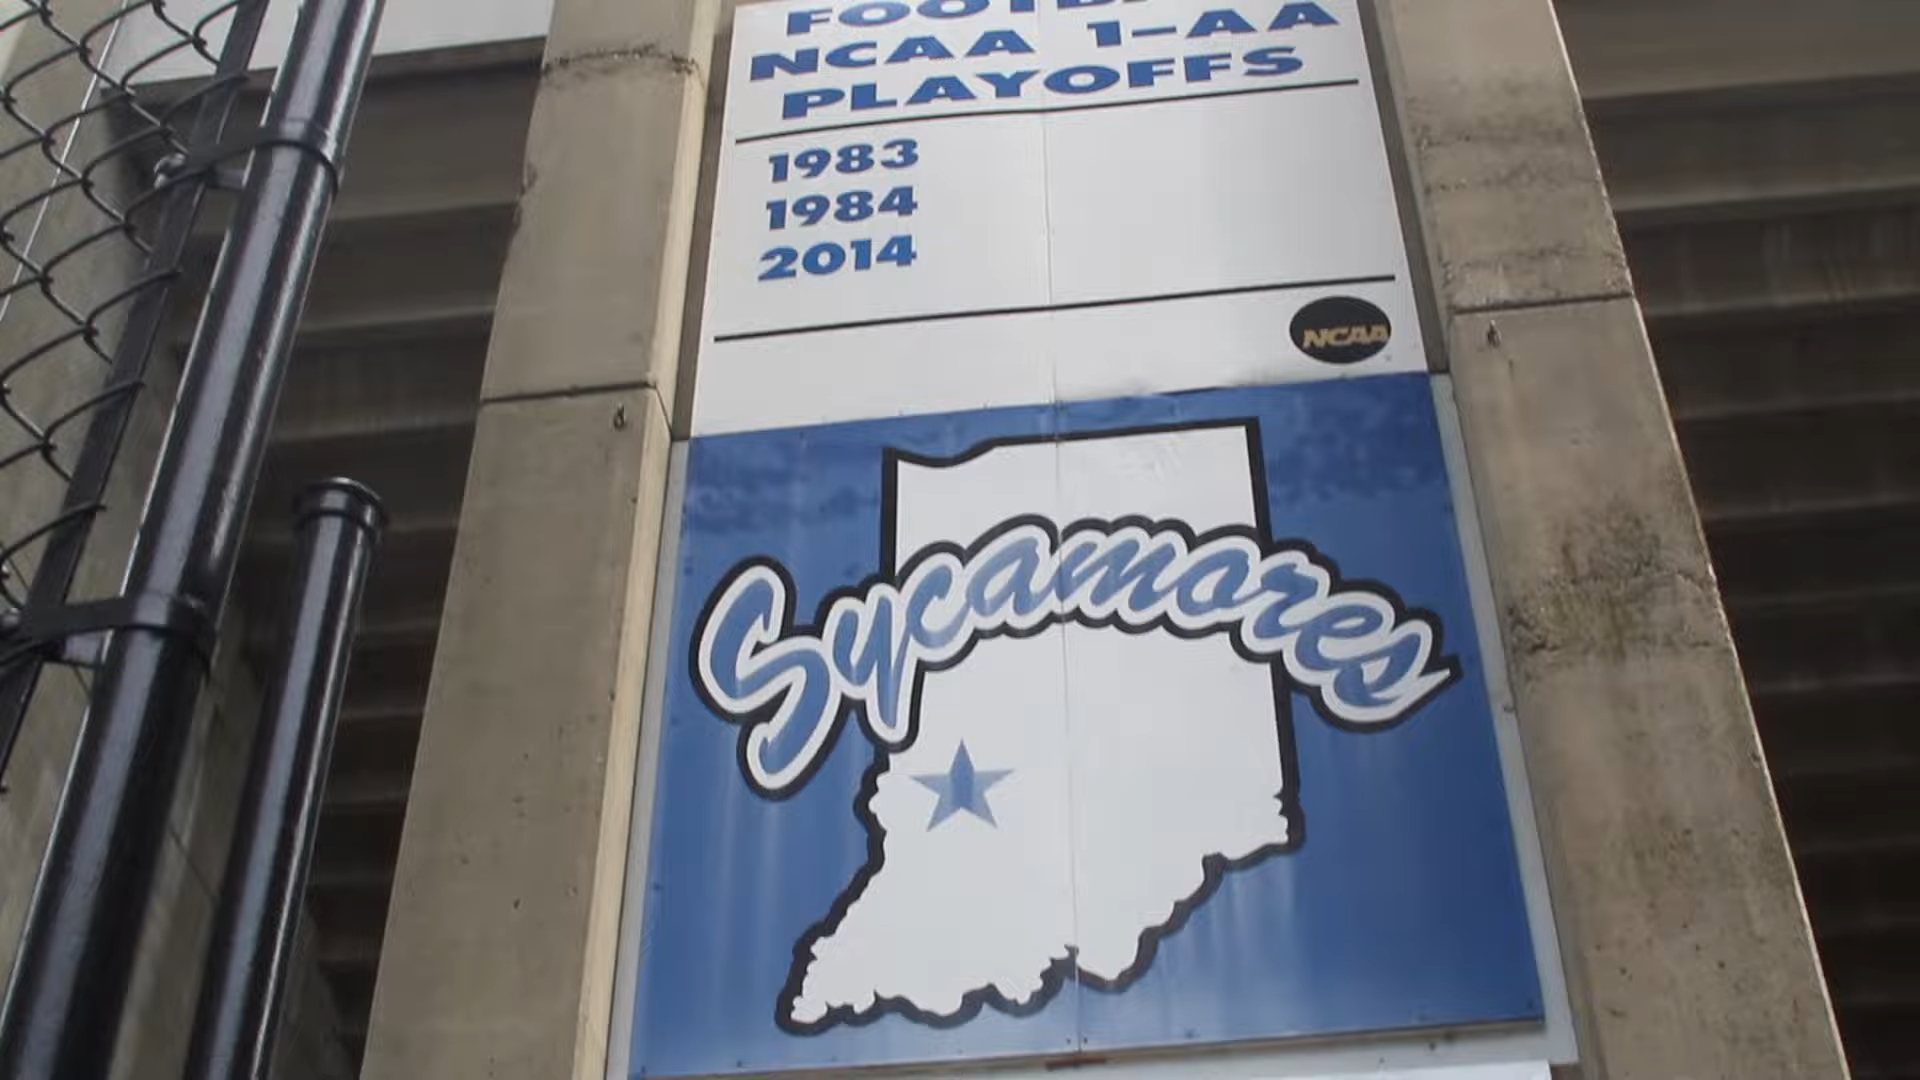 NCAA 1-AA
PLAYOFFS
1983
1984
2014
NCAA
Sycamores